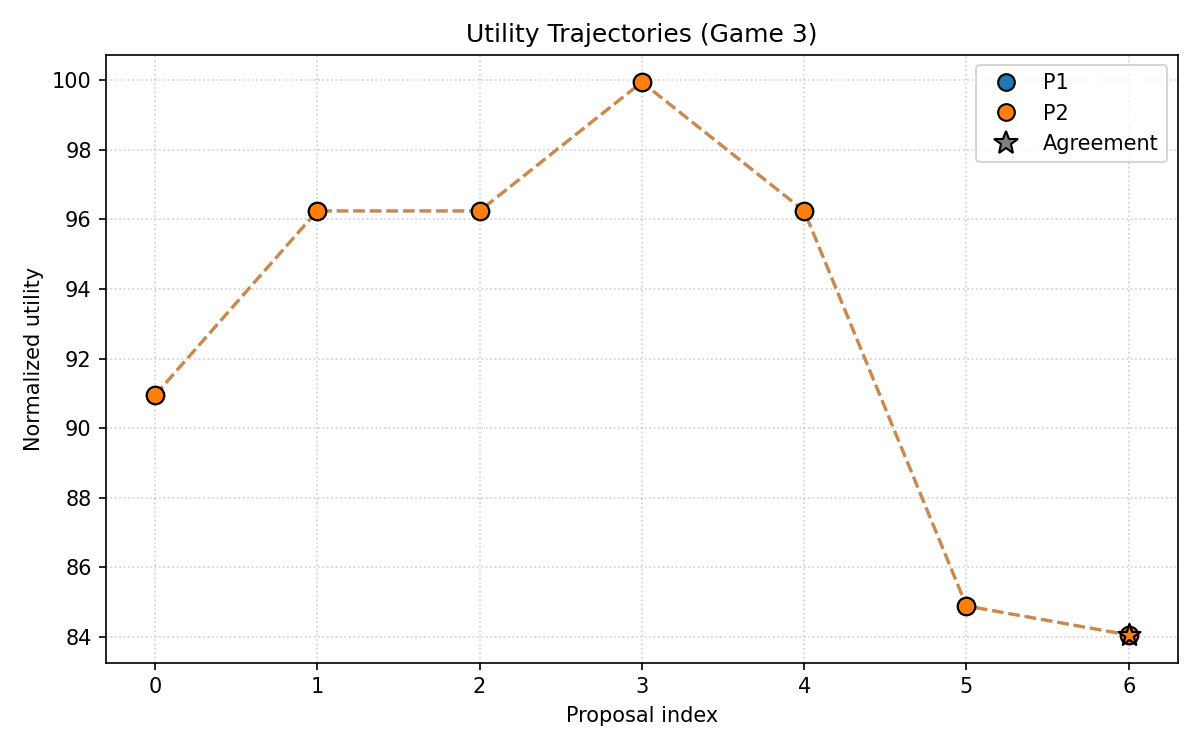 Utility Trajectories (Game 3)
P1
P2
Agreement
Normalized utility
100
98
96
94
92
90
88
86
84
0 1 2 3 4 5 6
Proposal index